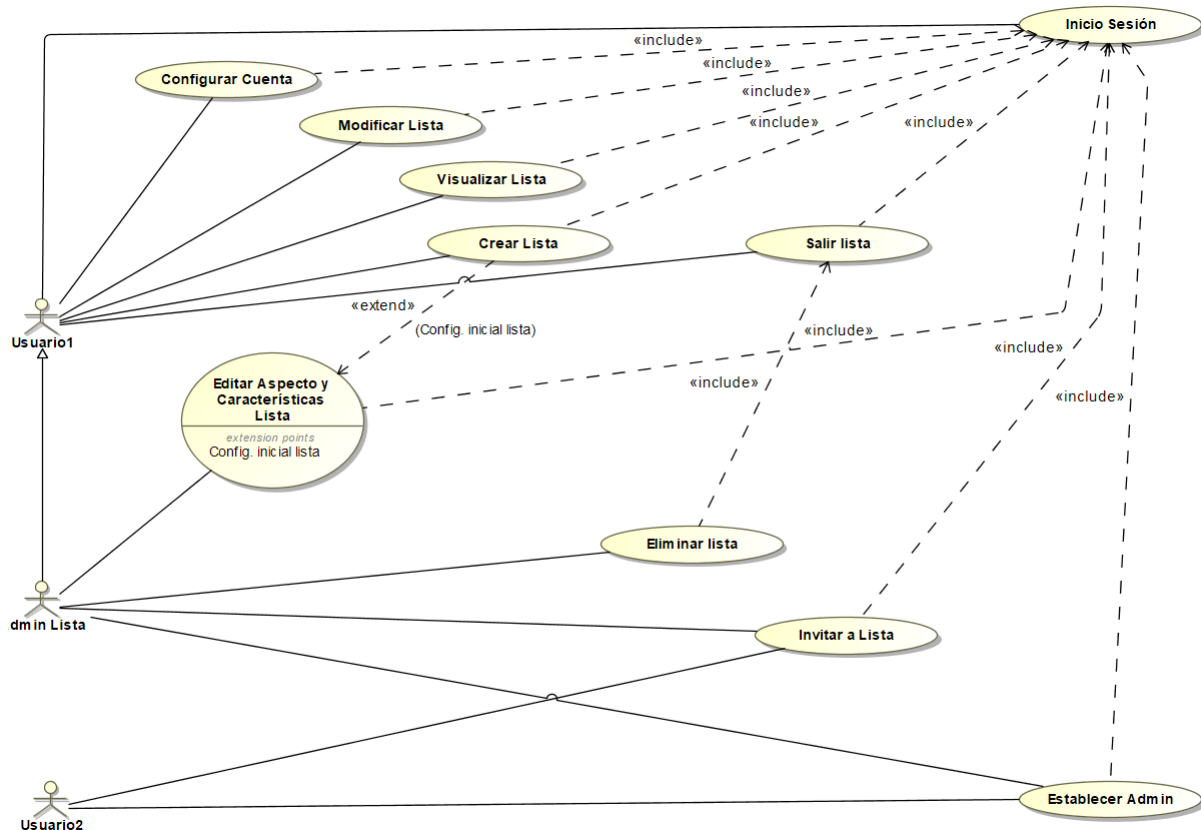 Inicio Sesión
«include»
Configurar Cuenta
«include»
«include»
Modificar Lista
«include»
«include»
Visualizar Lista
Crear Lista
Salir lista
«extend»
(Config. inicial lista)
«include»
Usuario1
«include»
Editar Aspecto y
Características
Lista
«include»
«include»
extension points
Config. inicial lista
Eliminar lista
dmin Lista
Invitar a Lista
Establecer Admin
Usuario2